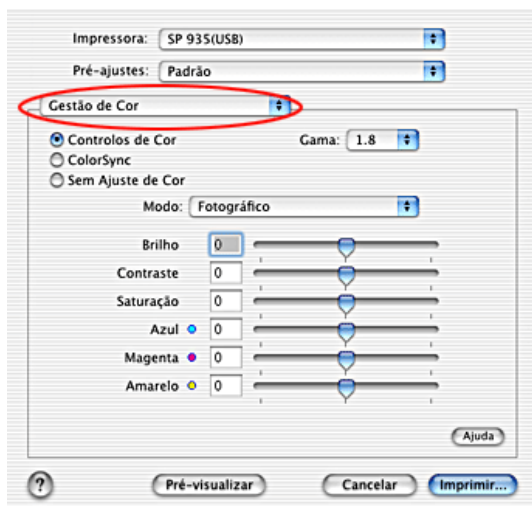 Impressora: SP 935(USB)
Pré-ajustes: Padrão
Gestão de Cor
Controlos de Cor Gama: 1.8
ColorSync
Sem Ajuste de Cor
Modo: Fotográfico
Brilho 0
Contraste 0
Saturação 0
Azul 0
Magenta 0
Amarelo 0
Ajuda
? Pré-visualizar Cancelar Imprimir...